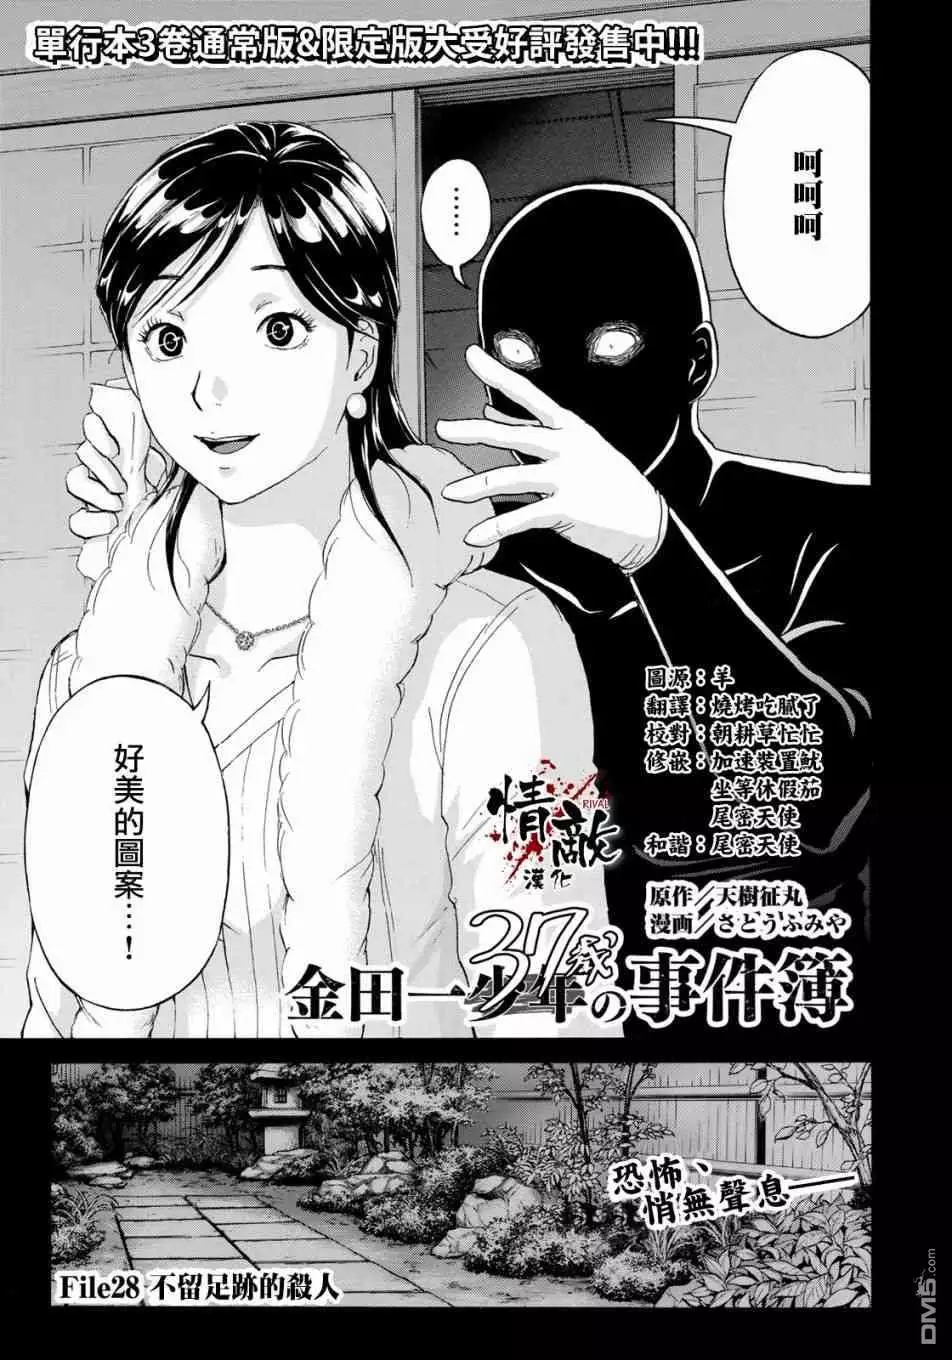 單行本3卷通常版&限定版大受好評發售中!!!
呵呵呵
……
好美的圖案…！
圖源：羊
翻譯：燒烤吃膩了
校對：朝耕草忙忙
修嵌：加速裝置魷
坐等休假茄
尾密天使
和諧：尾密天使
情敵
RIVAL
漢化
原作／天樹征丸
漫画／さとうふみや
金田一少年の事件簿
37歳
恐怖、
悄無聲息——
File28 不留足跡的殺人
DM5.com